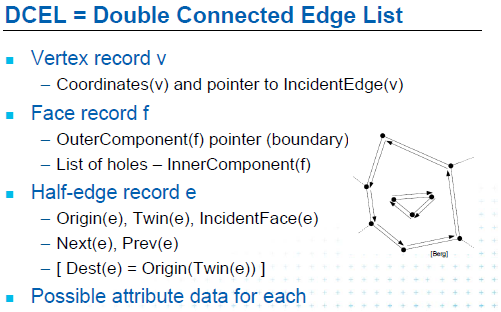 DCEL = Double Connected Edge List
Vertex record v
– Coordinates(v) and pointer to IncidentEdge(v)
Face record f
– OuterComponent(f) pointer (boundary)
– List of holes – InnerComponent(f)
Half-edge record e
– Origin(e), Twin(e), IncidentFace(e)
– Next(e), Prev(e)
– [ Dest(e) = Origin(Twin(e)) ]
[Berg]
Possible attribute data for each